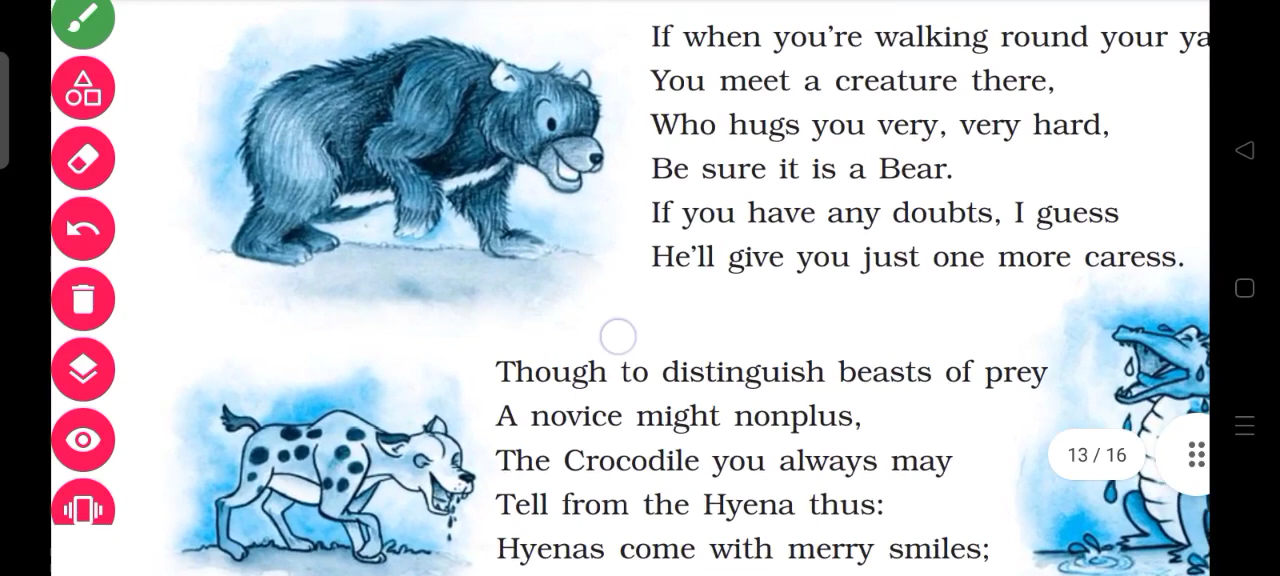 If when you're walking round your
You meet a creature there,
Who hugs you very, very hard,
Be sure it is a Bear.
If you have any doubts, I guess
He'll give you just one more caress.
Though to distinguish beasts of prey
A novice might nonplus,
The Crocodile you always may
Tell from the Hyena thus:
Hyenas come with merry smiles;
13 / 16